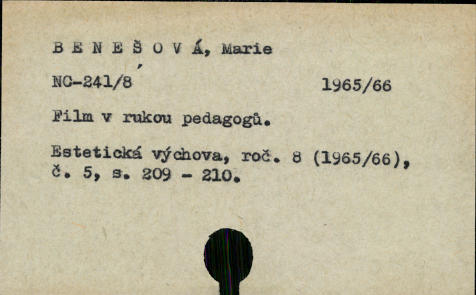 B E N E Š O V Á, Marie
NC-241/8 1965/66
Film v rukou pedagogů.
Estetická výchova, roč. 8 (1965/66),
č. 5, s. 209 - 210.